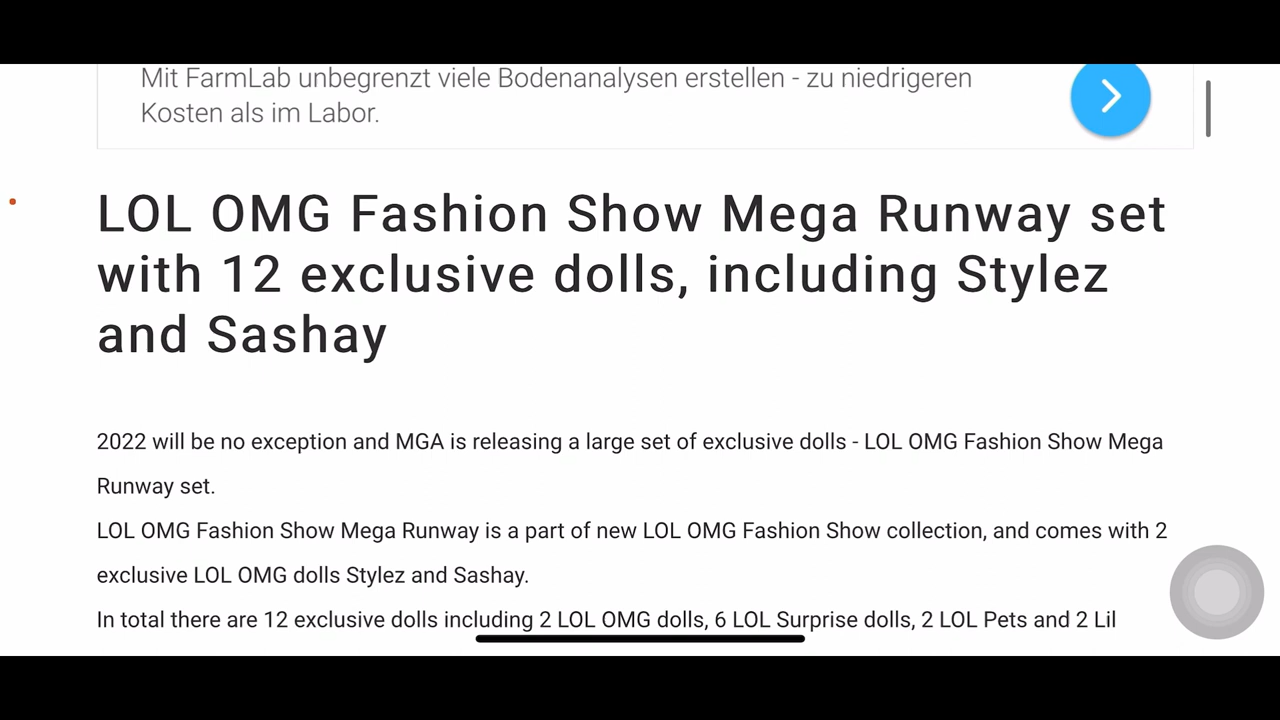 Mit FarmLab unbegrenzt viele Bodenanalysen erstellen - zu niedrigeren
Kosten als im Labor.
LOL OMG Fashion Show Mega Runway set
with 12 exclusive dolls, including Stylez
and Sashay
2022 will be no exception and MGA is releasing a large set of exclusive dolls - LOL OMG Fashion Show Mega
Runway set.
LOL OMG Fashion Show Mega Runway is a part of new LOL OMG Fashion Show collection, and comes with 2
exclusive LOL OMG dolls Stylez and Sashay.
In total there are 12 exclusive dolls including 2 LOL OMG dolls, 6 LOL Surprise dolls, 2 LOL Pets and 2 Lil